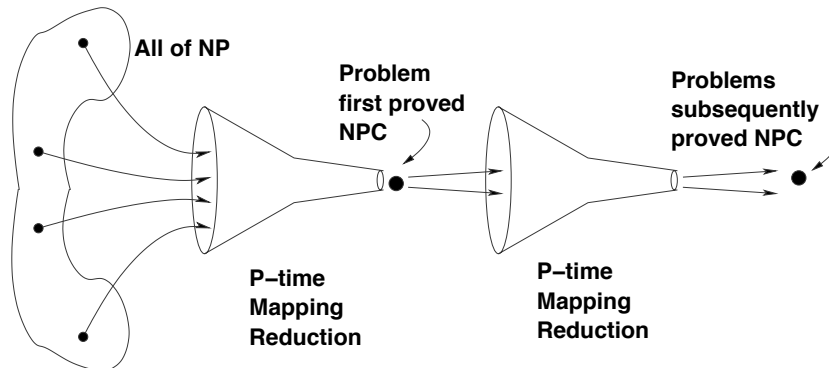 All of NP
Problem
first proved
NPC
Problems
subsequently
proved NPC
P−time
Mapping
Reduction
P−time
Mapping
Reduction